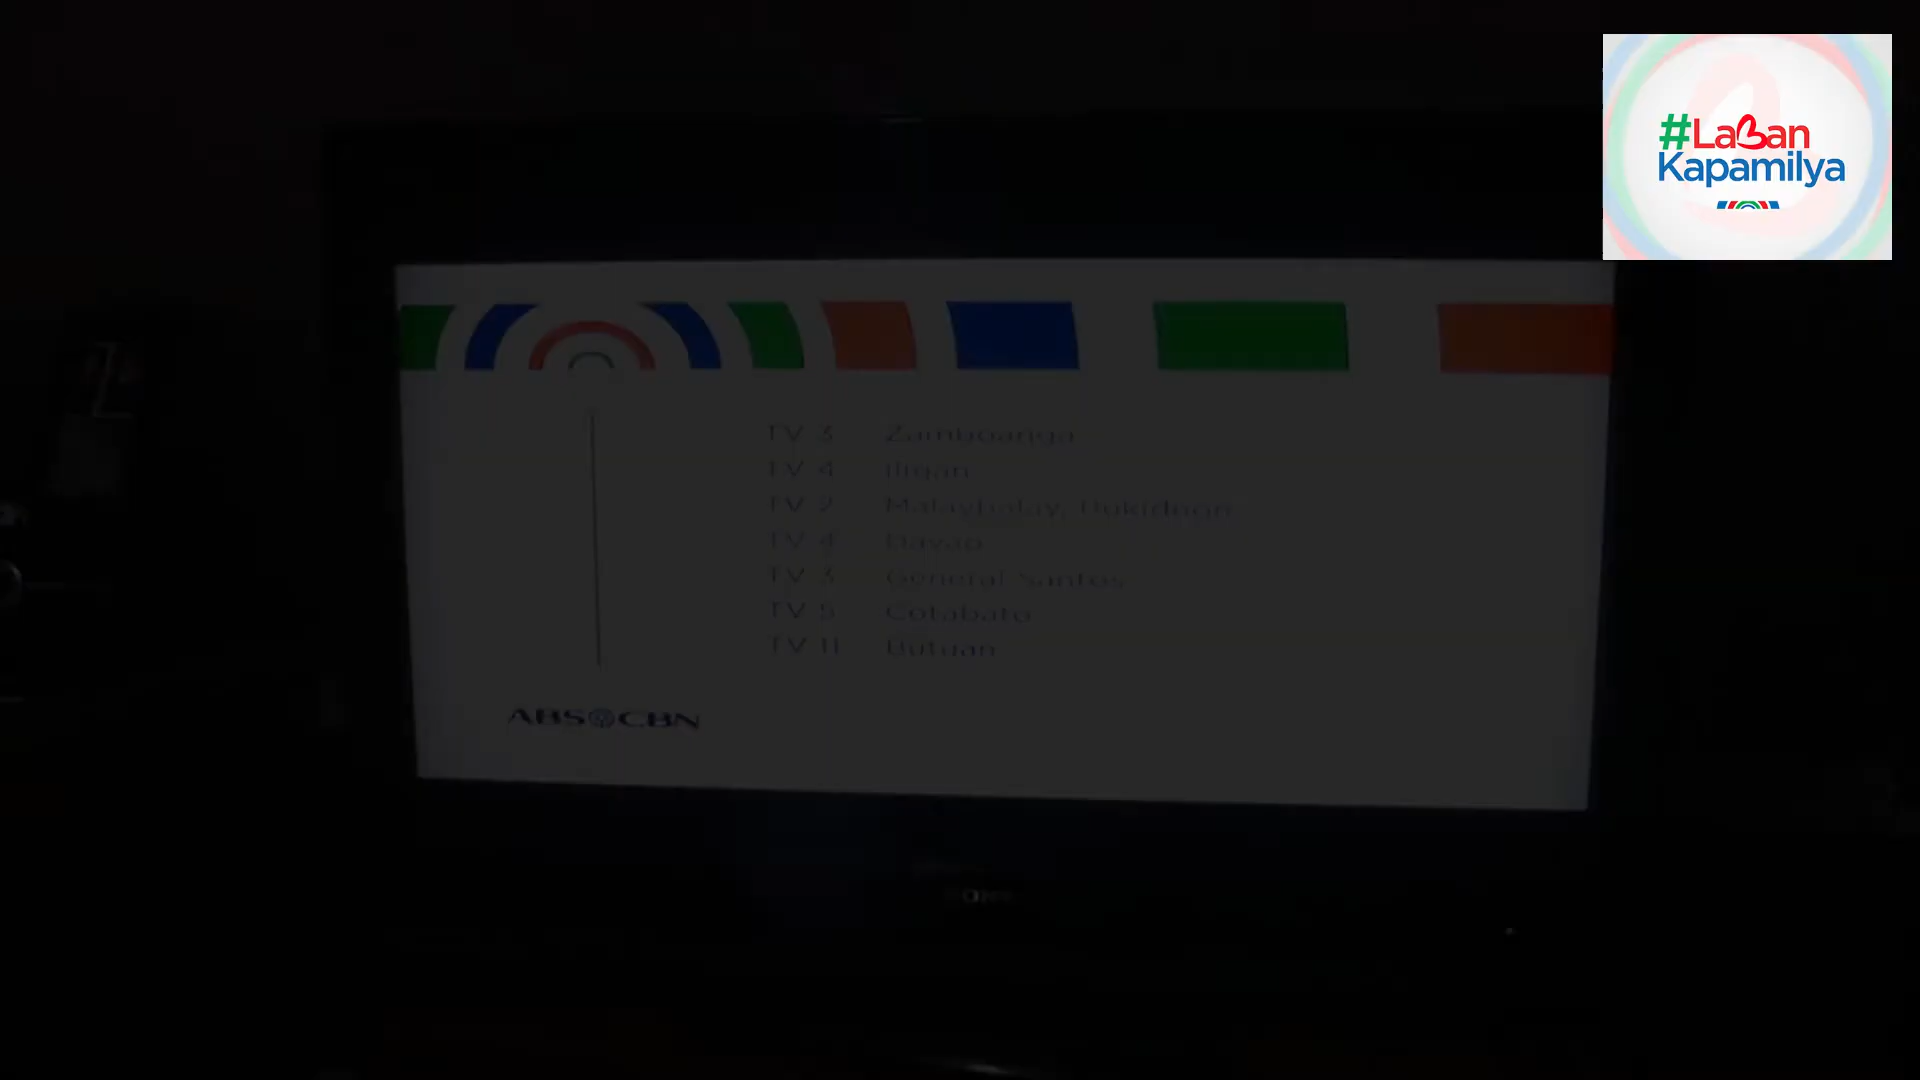 #Laban
Kapamilya
TV 3 Zamboanga
TV 4 Iligan
TV 2 Malaybalay, Bukidnon
TV 4 Davao
TV 3 General Santos
TV 5 Cotabato
TV 11 Butuan
ABS CBN